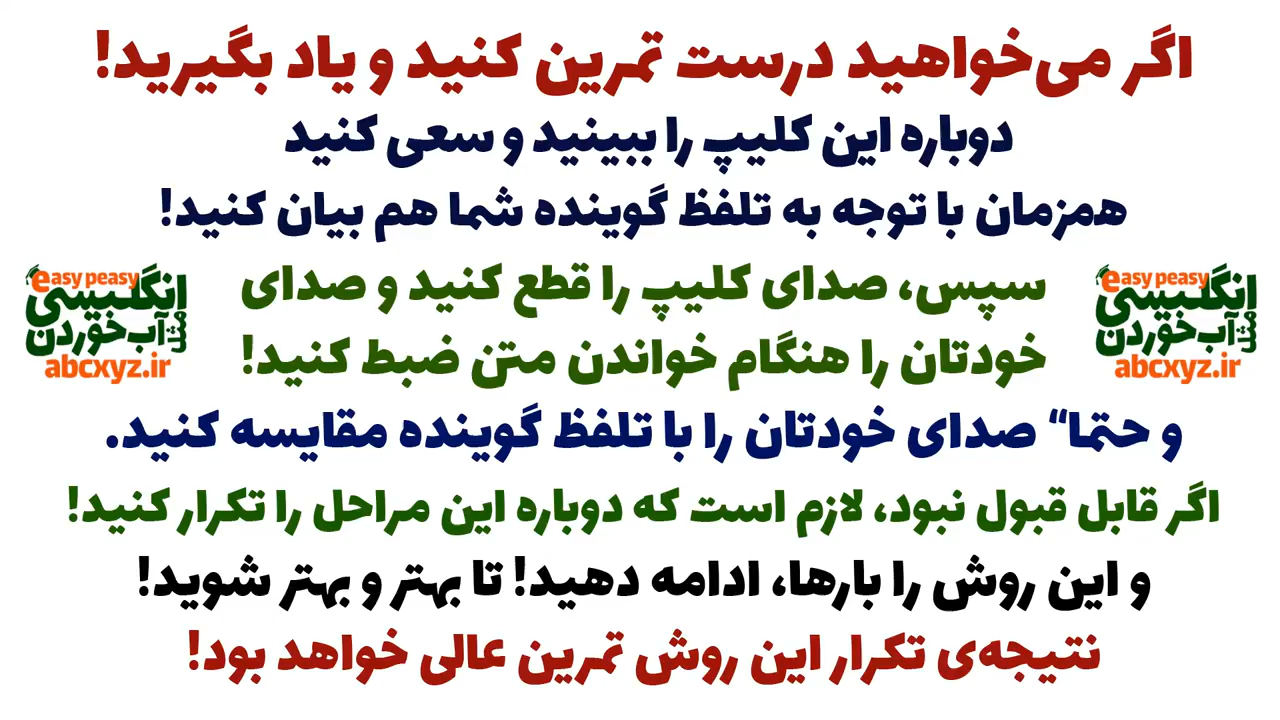 اگر می‌خواهید درست تمرین کنید و یاد بگیرید!
دوباره این کلیپ را ببینید و سعی کنید
همزمان با توجه به تلفظ گوینده شما هم بیان کنید!
سپس، صدای کلیپ را قطع کنید و صدای
خودتان را هنگام خواندن متن ضبط کنید!
easy peasy
انگلیسی
مثل آب خوردن
abcxyz.ir
easy peasy
انگلیسی
مثل آب خوردن
abcxyz.ir
و حتما“ صدای خودتان را با تلفظ گوینده مقایسه کنید.
اگر قابل قبول نبود، لازم است که دوباره این مراحل را تکرار کنید!
و این روش را بارها، ادامه دهید! تا بهتر و بهتر شوید!
نتیجه‌ی تکرار این روش تمرین عالی خواهد بود!